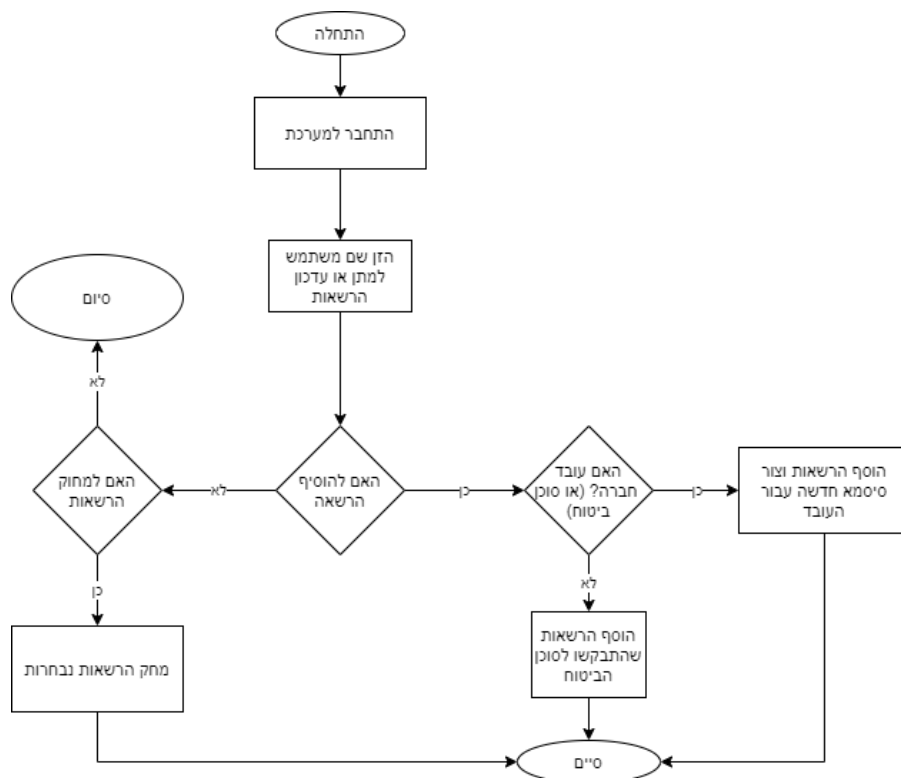 התחלה
התחבר למערכת
הזן שם משתמש
למתן או עדכון
הרשאות
סיום
לא
האם למחוק
הרשאות
לא
האם להוסיף
הרשאה
כן
האם עובד
חברה? (או סוכן
ביטוח)
כן
הוסף הרשאות וצור
סיסמא חדשה עבור
העובד
כן
לא
מחק הרשאות נבחרות
הוסף הרשאות
שהתבקשו לסוכן
הביטוח
סיים